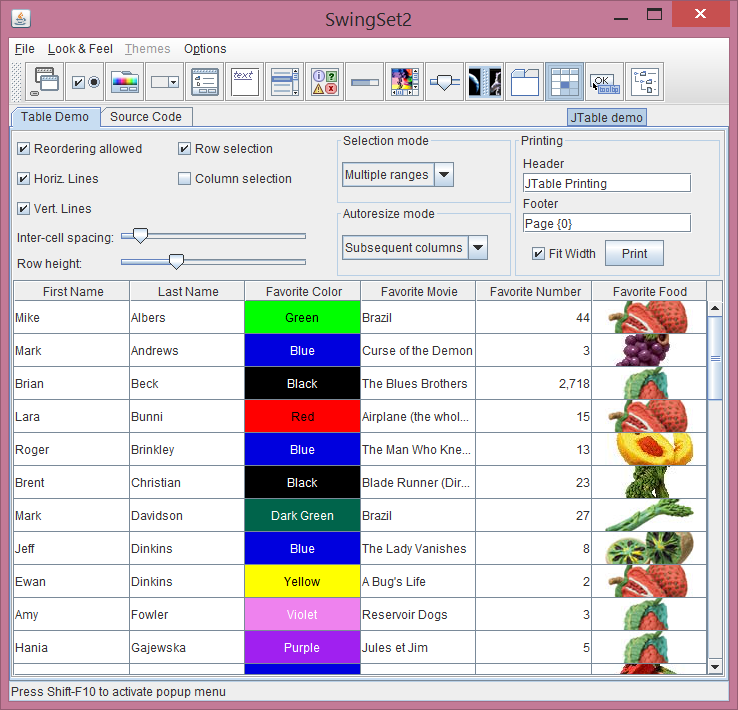 SwingSet2
File Look & Feel Themes Options
text
OK
tooltip
Table Demo Source Code JTable demo
Reordering allowed Row selection
Horiz. Lines Column selection
Vert. Lines
Inter-cell spacing:
Row height:
Selection mode
Multiple ranges
Autoresize mode
Subsequent columns
Printing
Header
JTable Printing
Footer
Page {0}
Fit Width Print
First Name Last Name Favorite Color Favorite Movie Favorite Number Favorite Food
Mike Albers Green Brazil 44
Mark Andrews Blue Curse of the Demon 3
Brian Beck Black The Blues Brothers 2,718
Lara Bunni Red Airplane (the whol... 15
Roger Brinkley Blue The Man Who Kne... 13
Brent Christian Black Blade Runner (Dir... 23
Mark Davidson Dark Green Brazil 27
Jeff Dinkins Blue The Lady Vanishes 8
Ewan Dinkins Yellow A Bug's Life 2
Amy Fowler Violet Reservoir Dogs 3
Hania Gajewska Purple Jules et Jim 5
Press Shift-F10 to activate popup menu